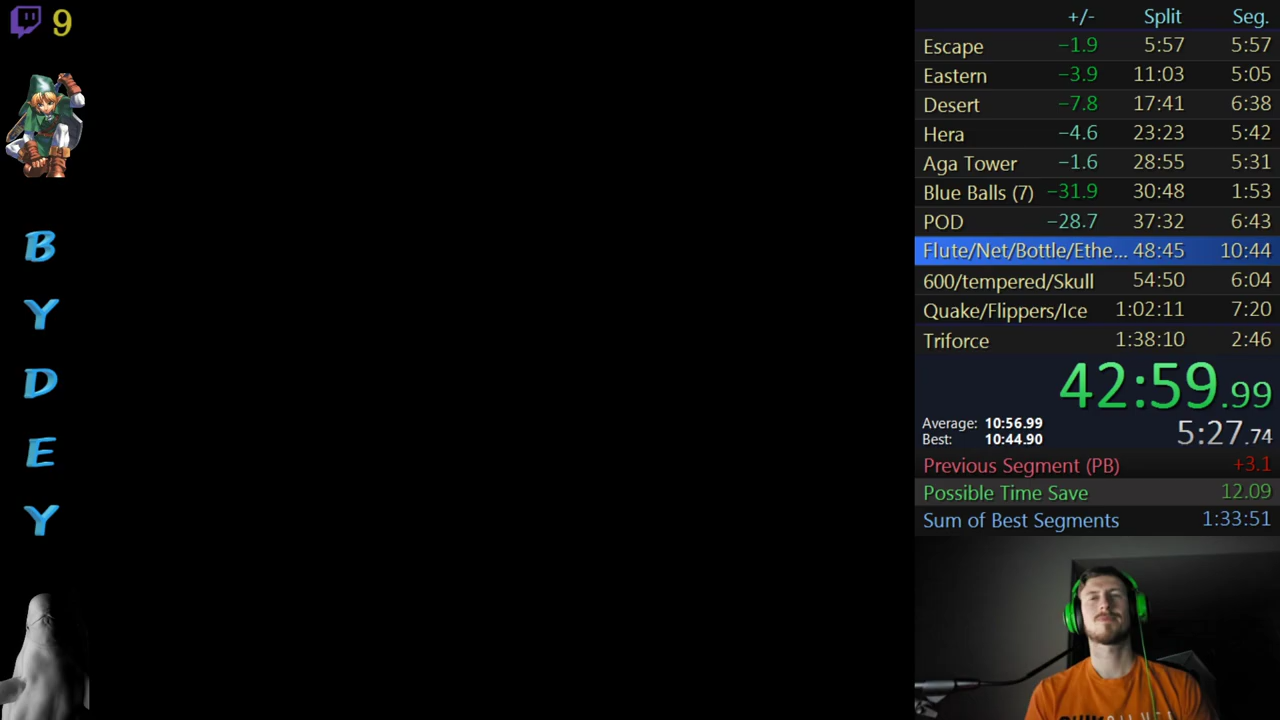 9
B
Y
D
E
Y
+/- Split Seg.
Escape −1.9 5:57 5:57
Eastern −3.9 11:03 5:05
Desert −7.8 17:41 6:38
Hera −4.6 23:23 5:42
Aga Tower −1.6 28:55 5:31
Blue Balls (7) −31.9 30:48 1:53
POD −28.7 37:32 6:43
Flute/Net/Bottle/Ethe... 48:45 10:44
600/tempered/Skull 54:50 6:04
Quake/Flippers/Ice 1:02:11 7:20
Triforce 1:38:10 2:46
42:59.99
Average: 10:56.99
Best: 10:44.90
5:27.74
Previous Segment (PB) +3.1
Possible Time Save 12.09
Sum of Best Segments 1:33:51